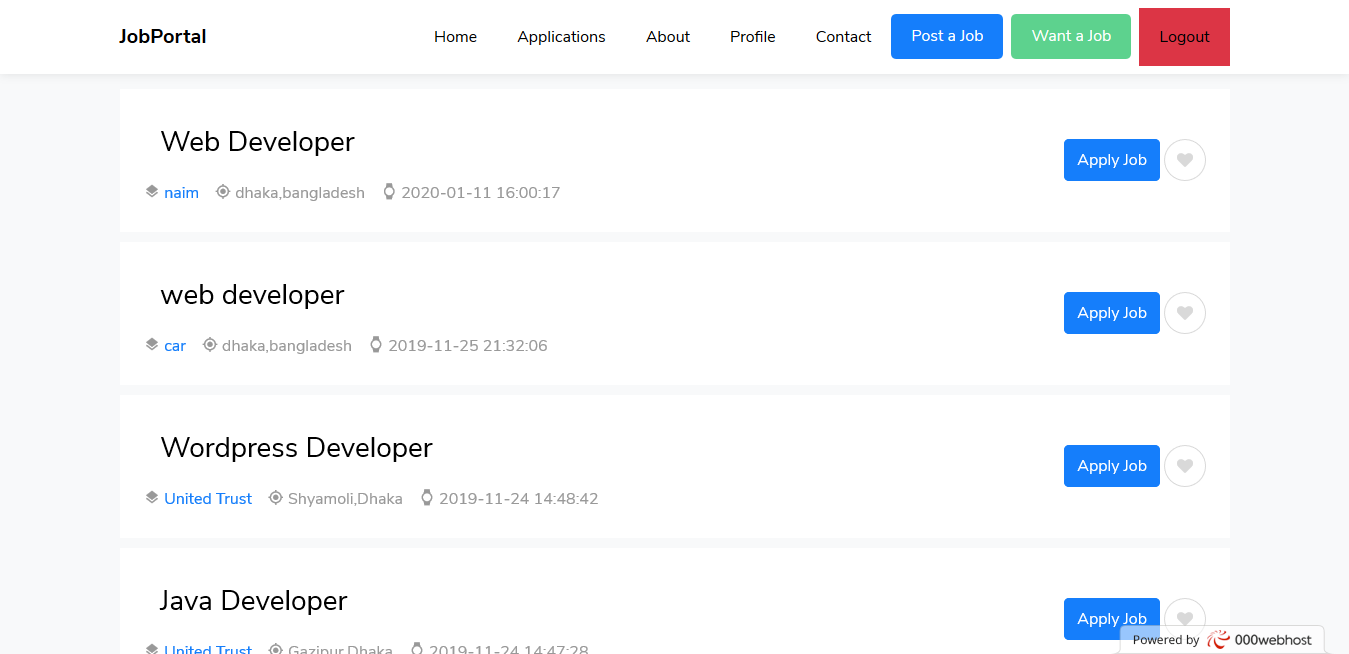 JobPortal Home Applications About Profile Contact Post a Job Want a Job Logout
Web Developer
Apply Job
naim dhaka,bangladesh 2020-01-11 16:00:17
web developer
Apply Job
car dhaka,bangladesh 2019-11-25 21:32:06
Wordpress Developer
Apply Job
United Trust Shyamoli,Dhaka 2019-11-24 14:48:42
Java Developer
Apply Job
United Trust Gazipur,Dhaka 2019-11-24 14:47:28
Powered by 000webhost